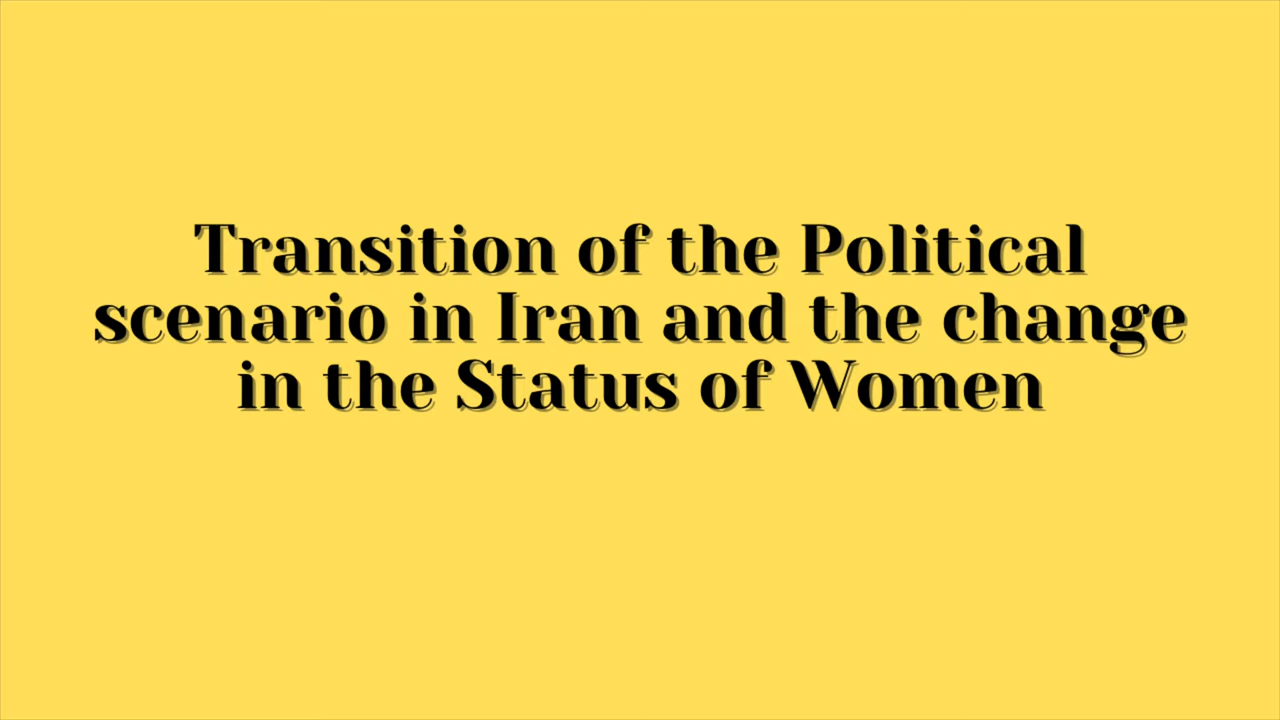 Transition of the Political
scenario in Iran and the change
in the Status of Women